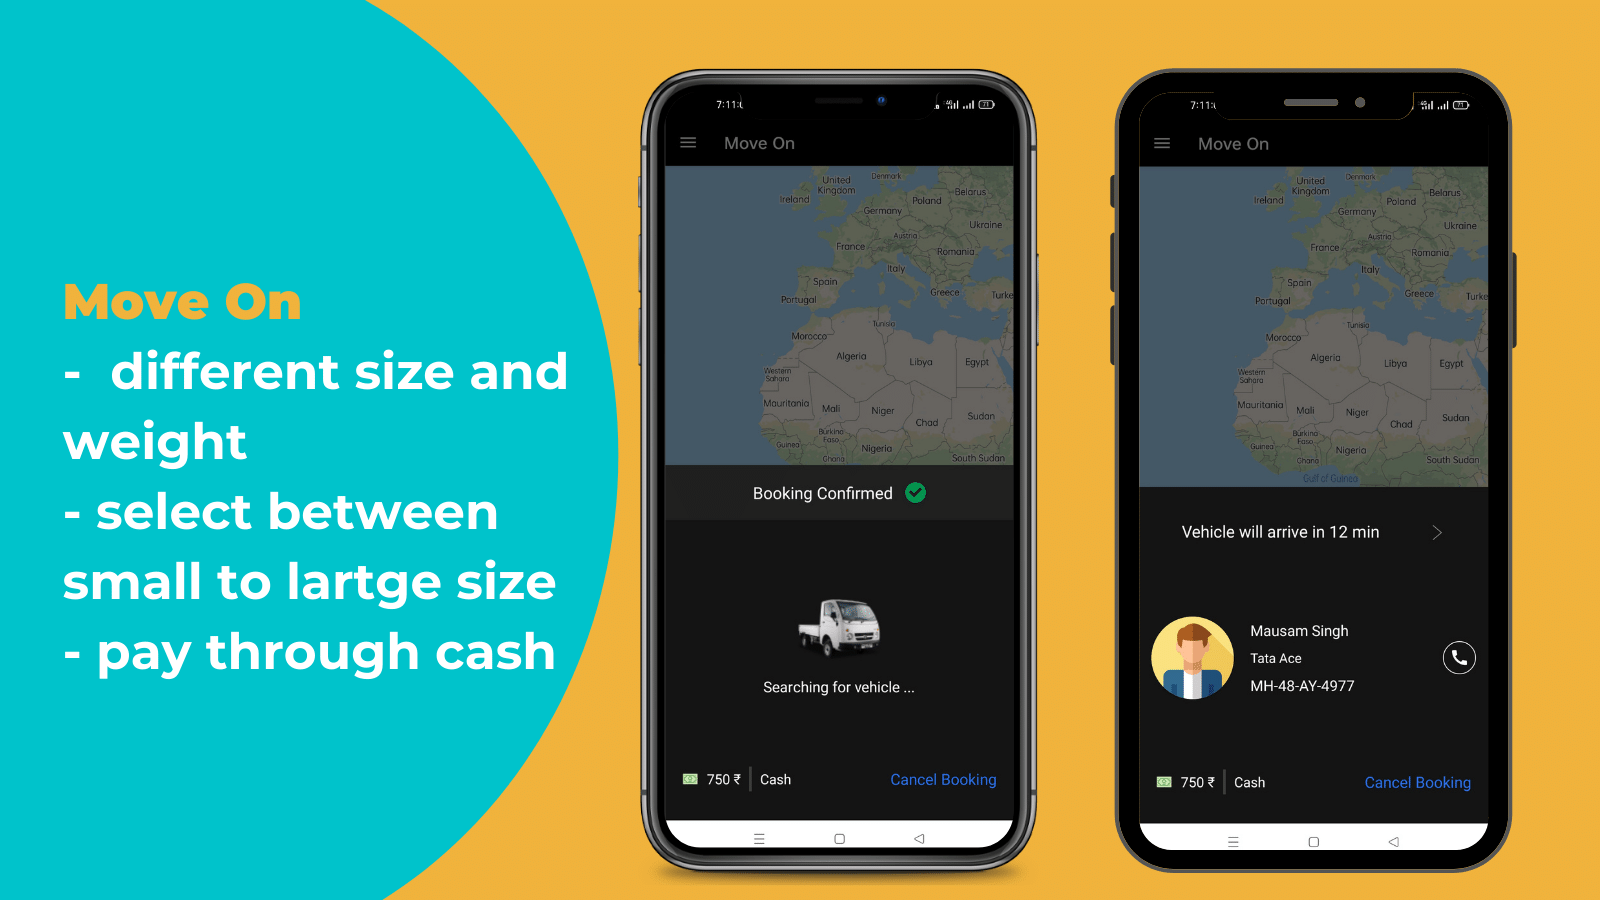 Move On
- different size and
weight
- select between
small to lartge size
- pay through cash
7:11:
71
Move On
United
Kingdom
Denmark
Ireland
Belarus
Poland
Germany
Ukraine
Austria
France
Romania
Italy
Spain
Portugal
Greece
Turke
Tunisia
Morocco
Algeria
Libya
Egypt
Western
Sahara
Mauritania
Mali
Niger
Chad
Sudan
Burkina
Faso
Guinea
Ghana
Nigeria
South Sudan
Booking Confirmed
Searching for vehicle ...
750 ₹ | Cash
Cancel Booking
7:11:
71
Move On
United
Kingdom
Denmark
Ireland
Belarus
Poland
Germany
Ukraine
Austria
France
Romania
Italy
Spain
Portugal
Greece
Turke
Tunisia
Morocco
Algeria
Libya
Egypt
Western
Sahara
Mauritania
Mali
Niger
Chad
Sudan
Burkina
Faso
Guinea
Ghana
Nigeria
South Sudan
Gulf of Guinea
Vehicle will arrive in 12 min
Mausam Singh
Tata Ace
MH-48-AY-4977
750 ₹ | Cash
Cancel Booking